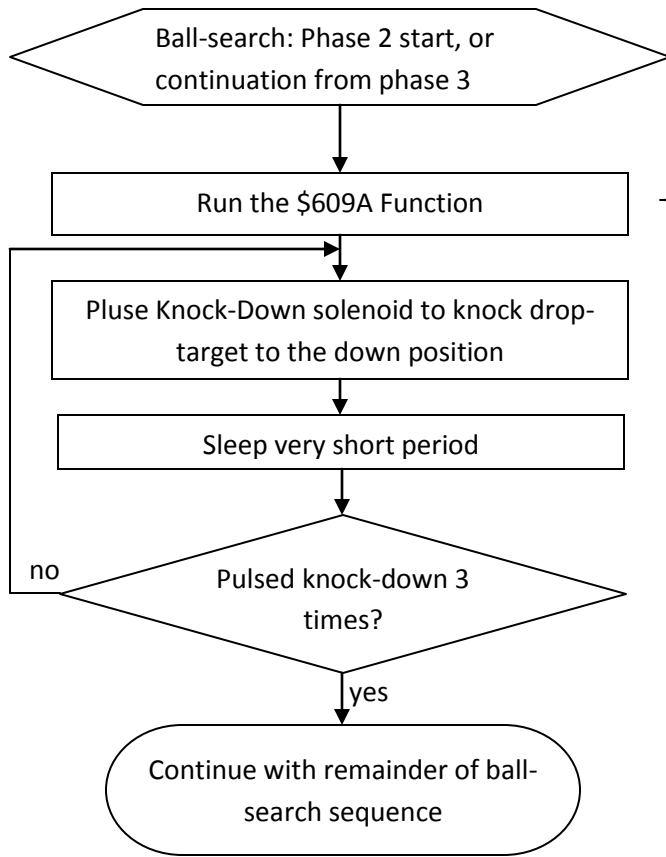 Ball-search: Phase 2 start, or
continuation from phase 3
Run the $609A Function
Pluse Knock-Down solenoid to knock drop-
target to the down position
Sleep very short period
no
Pulsed knock-down 3
times?
yes
Continue with remainder of ball-
search sequence